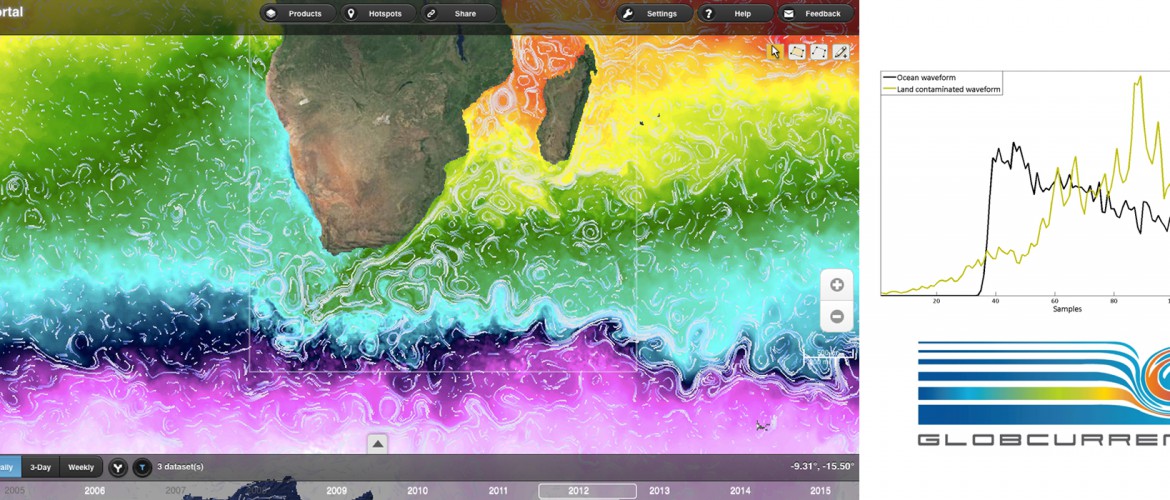 ortal
Products
Hotspots
Share
Settings
Help
Feedback
Ocean waveform
Land contaminated waveform
20
40
60
80
Samples
GLOBCURREN
aily
3-Day
Weekly
3 dataset(s)
-9.31°, -15.50°
2005
2006
2007
2009
2010
2011
2012
2013
2014
2015